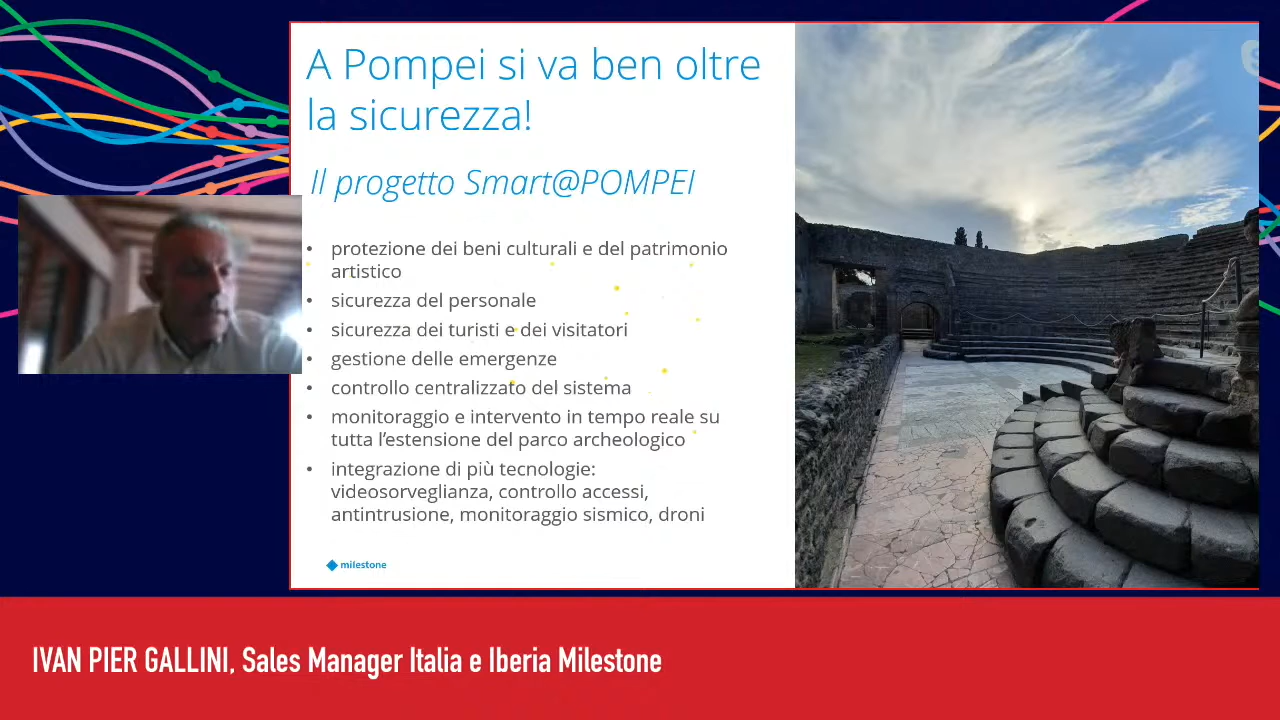 A Pompei si va ben oltre
la sicurezza!
Il progetto Smart@POMPEI
• protezione dei beni culturali e del patrimonio
artistico
• sicurezza del personale
• sicurezza dei turisti e dei visitatori
• gestione delle emergenze
• controllo centralizzato del sistema
• monitoraggio e intervento in tempo reale su
tutta l’estensione del parco archeologico
• integrazione di più tecnologie:
videosorveglianza, controllo accessi,
antintrusione, monitoraggio sismico, droni
milestone
IVAN PIER GALLINI, Sales Manager Italia e Iberia Milestone